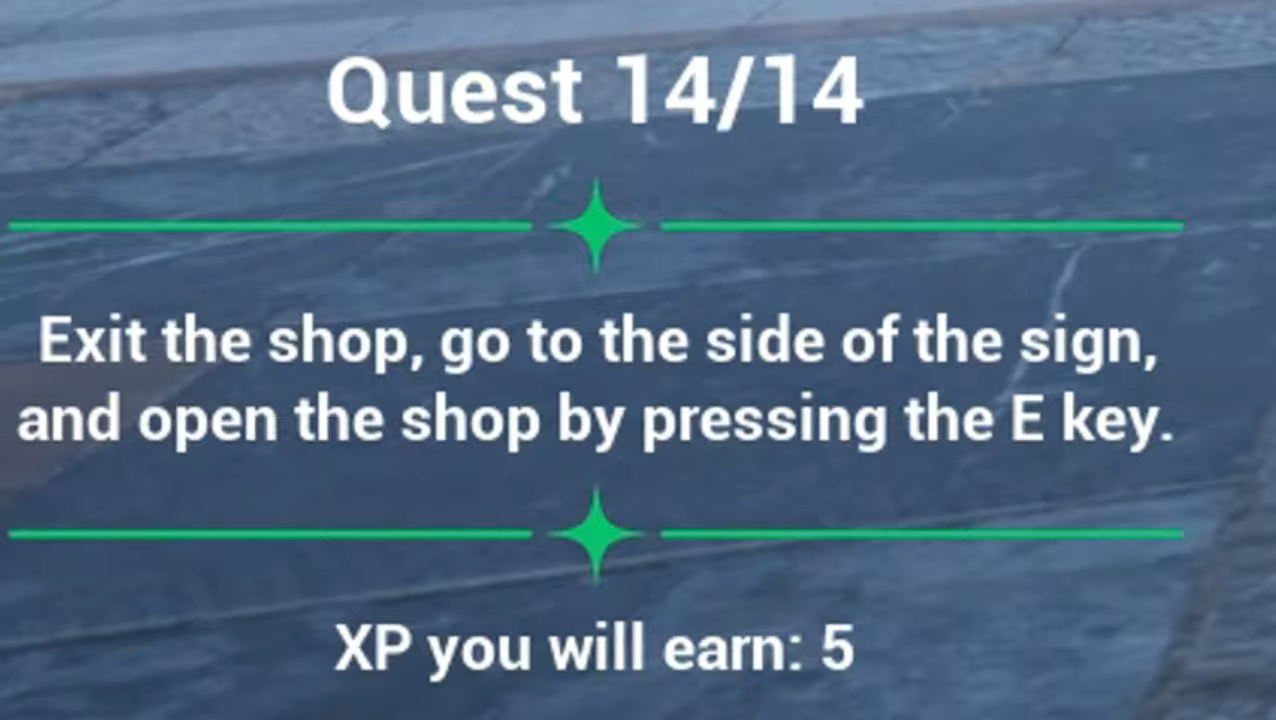 Quest 14/14
Exit the shop, go to the side of the sign,
and open the shop by pressing the E key.
XP you will earn: 5